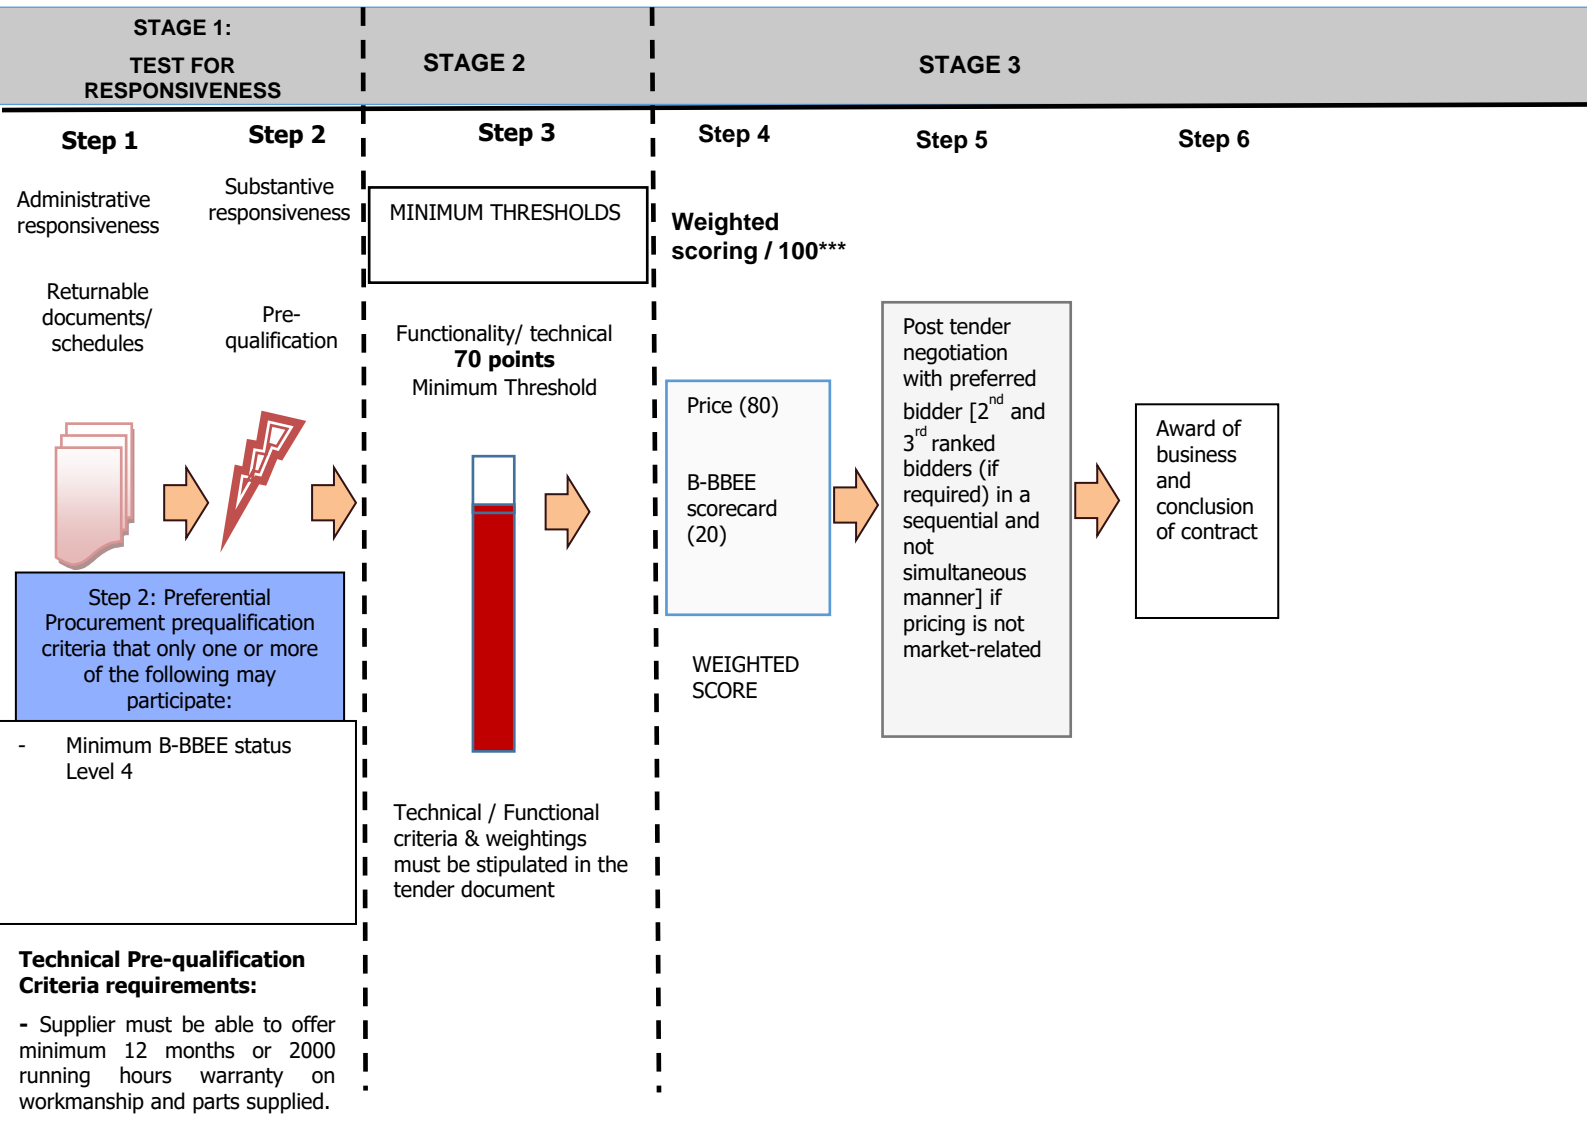 STAGE 1:
TEST FOR
RESPONSIVENESS
STAGE 2
STAGE 3
Step 1
Step 2
Step 3
Step 4
Step 5
Step 6
Administrative
responsiveness
Substantive
responsiveness
MINIMUM THRESHOLDS
Weighted
scoring / 100***
Returnable
documents/
schedules
Pre-
qualification
Functionality/ technical
70 points
Minimum Threshold
Price (80)
B-BBEE
scorecard
(20)
WEIGHTED
SCORE
Post tender
negotiation
with preferred
bidder [2nd and
3rd ranked
bidders (if
required) in a
sequential and
not
simultaneous
manner] if
pricing is not
market-related
Award of
business
and
conclusion
of contract
Step 2: Preferential
Procurement prequalification
criteria that only one or more
of the following may
participate:
- Minimum B-BBEE status
Level 4
Technical / Functional
criteria & weightings
must be stipulated in the
tender document
Technical Pre-qualification
Criteria requirements:
- Supplier must be able to offer
minimum 12 months or 2000
running hours warranty on
workmanship and parts supplied.